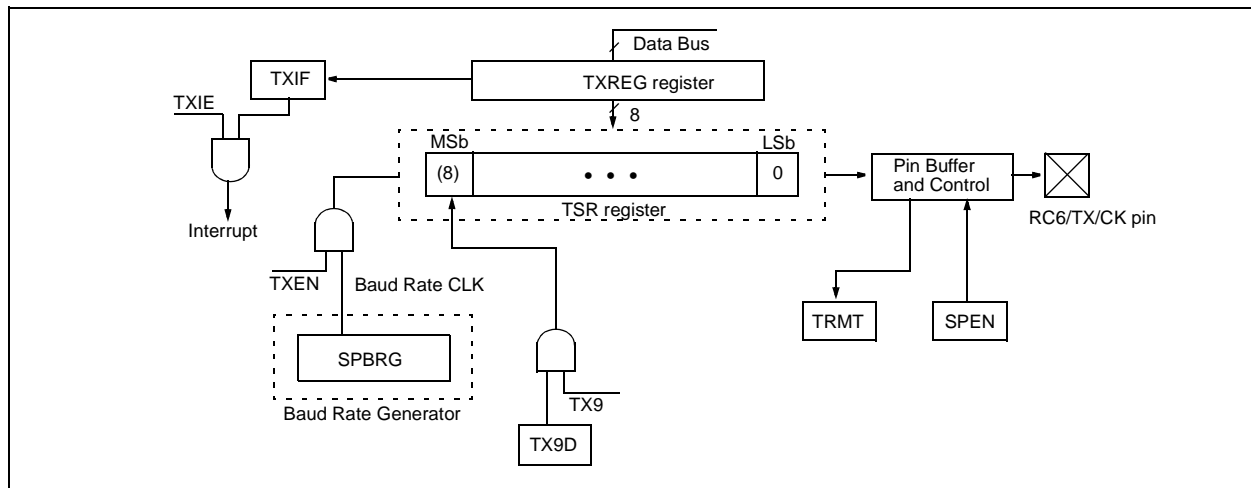 Data Bus
TXIF
TXREG register
TXIE
8
MSb
LSb
(8)
• • •
0
Pin Buffer
and Control
TSR register
RC6/TX/CK pin
Interrupt
TXEN
Baud Rate CLK
TRMT
SPEN
SPBRG
TX9
Baud Rate Generator
TX9D